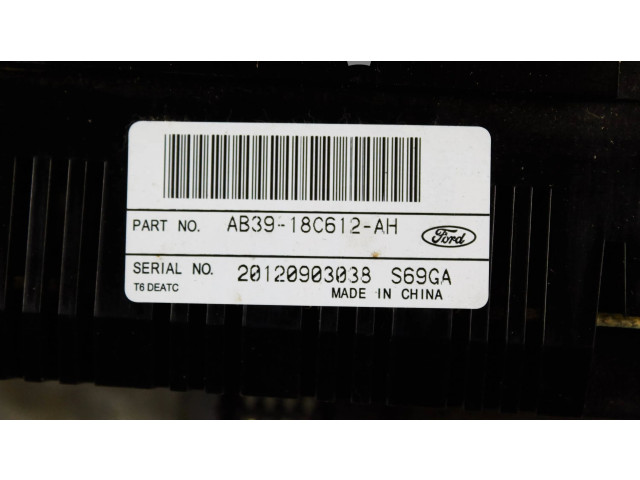 PART NO. AB39-18C612-AH
Ford
SERIAL NO. 20120903038 S69GA
T6 DEATC MADE IN CHINA